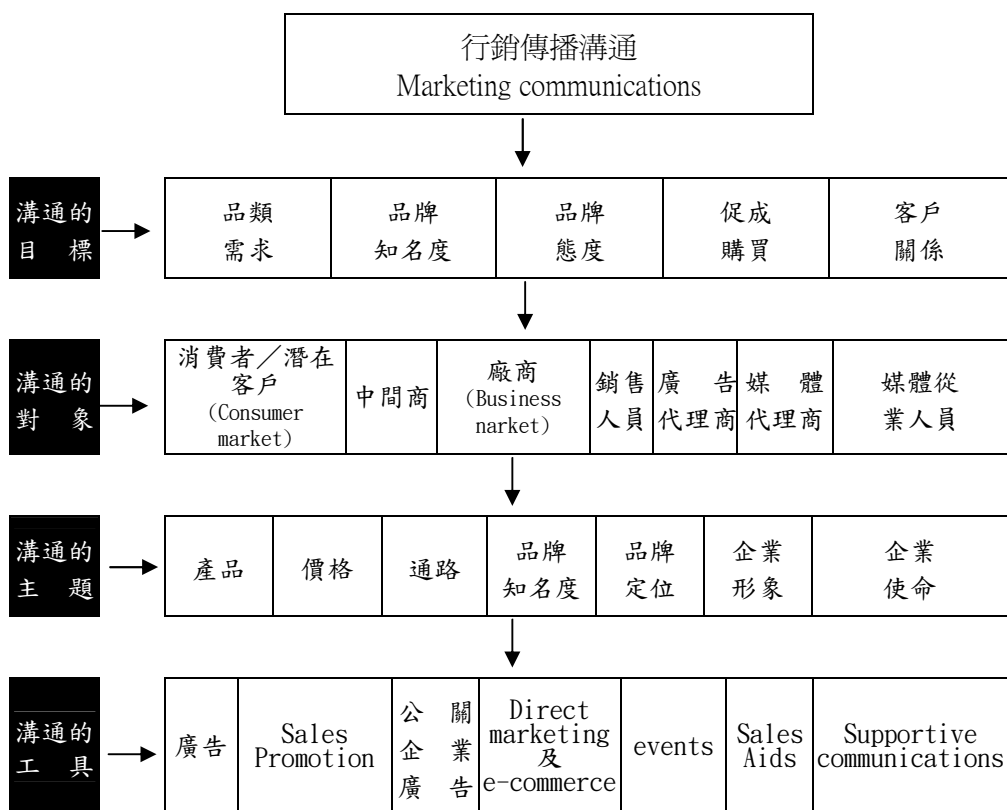 行銷傳播溝通
Marketing communications
溝通的
目標
品類
需求
品牌
知名度
品牌
態度
促成
購買
客戶
關係
溝通的
對象
消費者／潛在
客戶
(Consumer
market)
中間商
廠商
(Business
narket)
銷售
人員
廣告
代理商
媒體
代理商
媒體從
業人員
溝通的
主題
產品
價格
通路
品牌
知名度
品牌
定位
企業
形象
企業
使命
溝通的
工具
廣告
Sales
Promotion
公關
企業
廣告
Direct
marketing
及
e-commerce
events
Sales
Aids
Supportive
communications